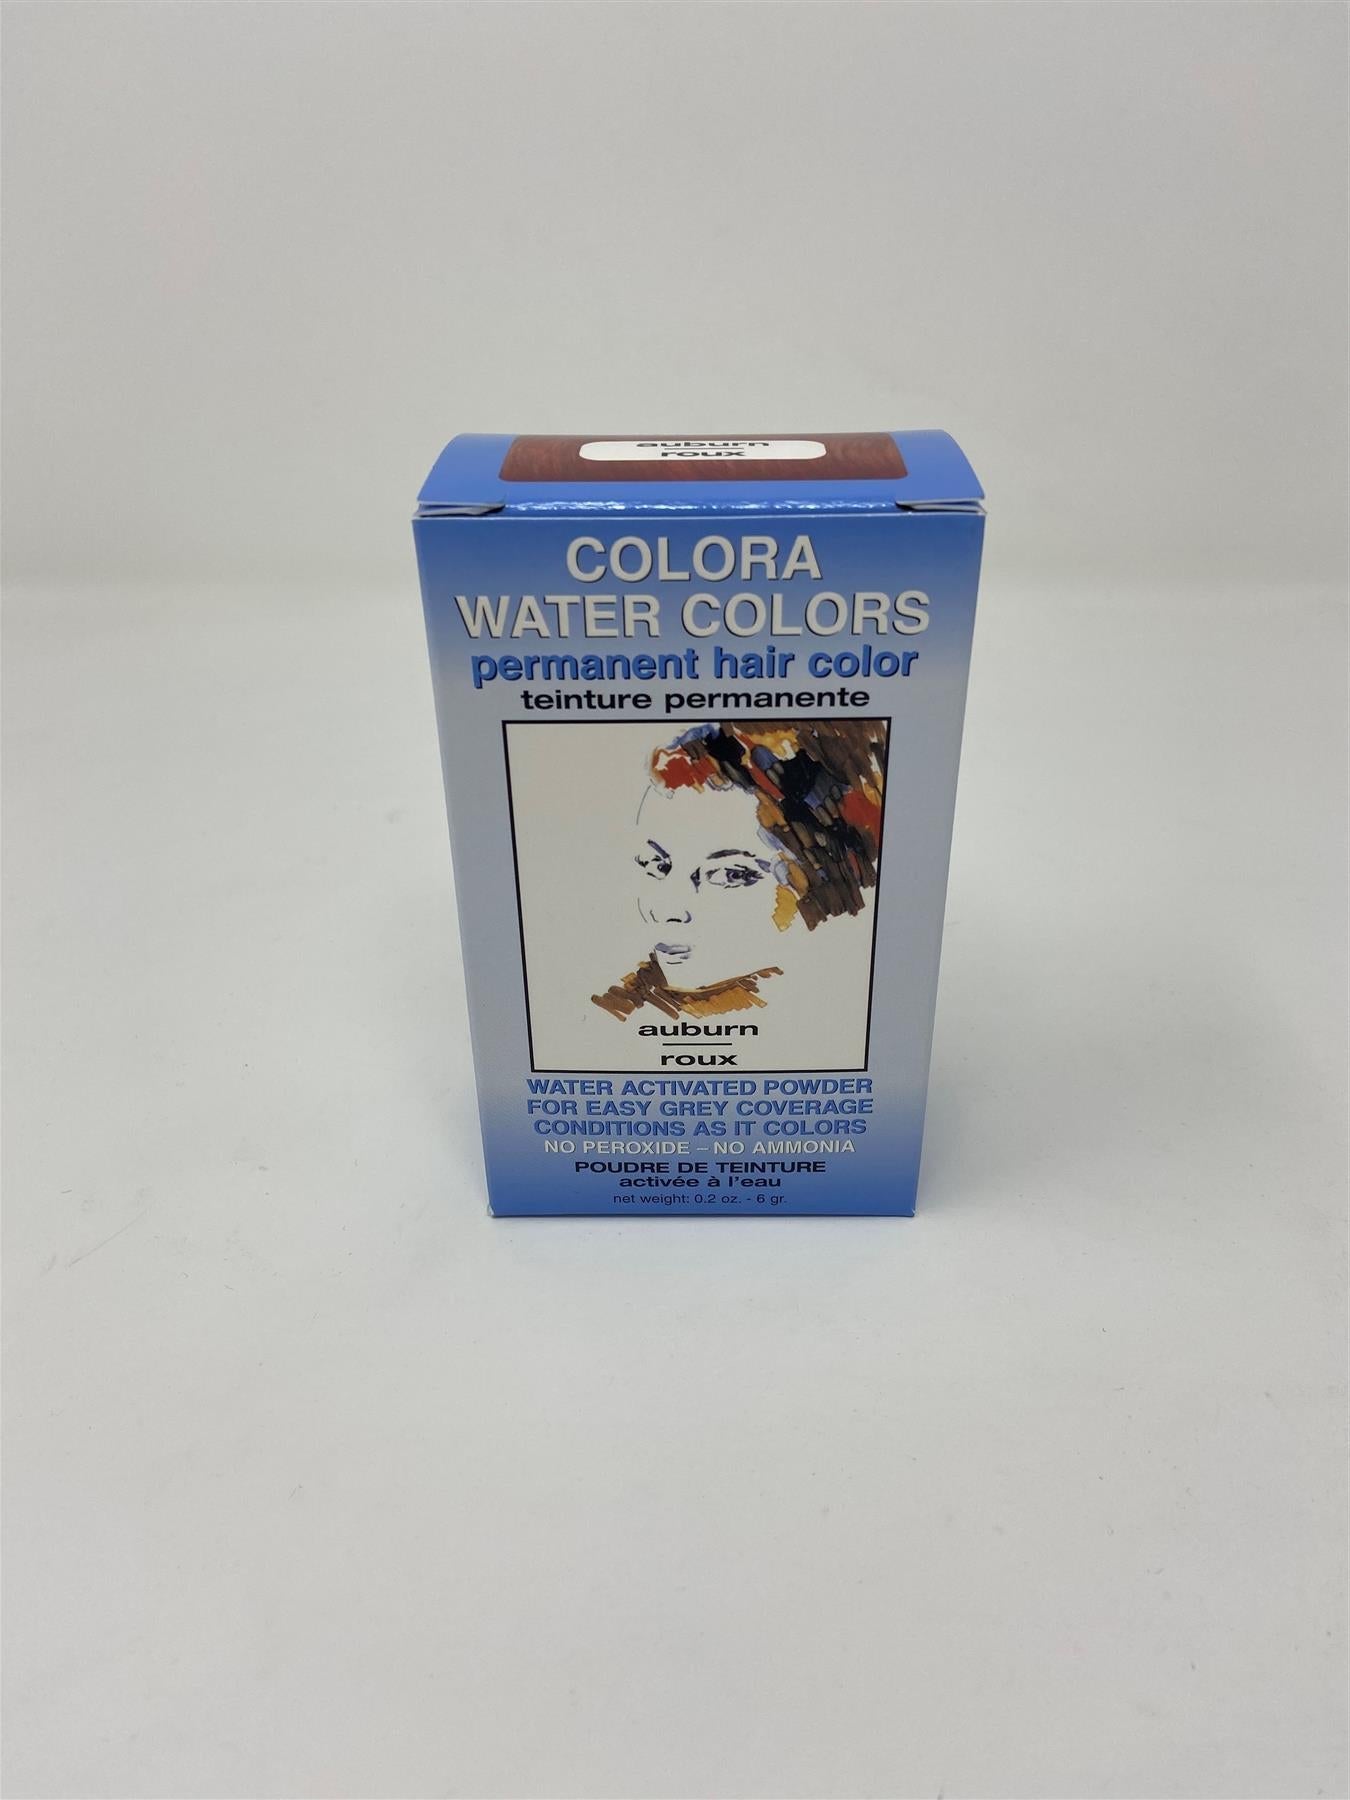 auburn
roux
COLORA
WATER COLORS
permanent hair color
teinture permanente
auburn
roux
WATER ACTIVATED POWDER
FOR EASY GREY COVERAGE
CONDITIONS AS IT COLORS
NO PEROXIDE – NO AMMONIA
POUDRE DE TEINTURE
activée à l'eau
net weight: 0.2 oz. - 6 gr.